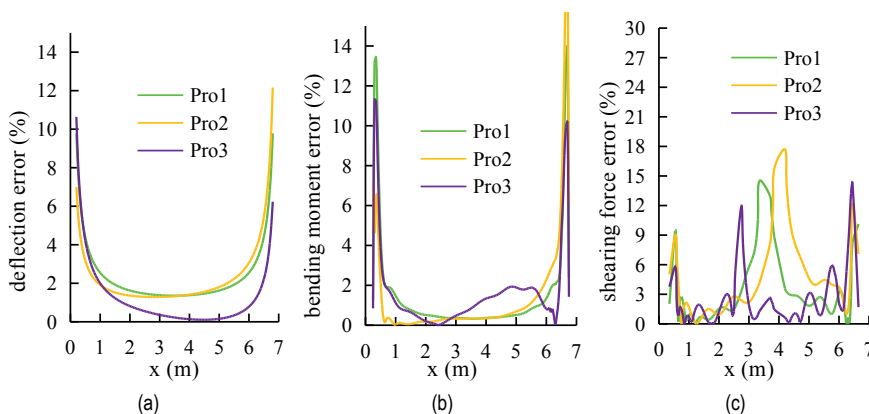 deflection error (%)
14
12
10
8
6
4
2
0
Pro1
Pro2
Pro3
0 1 2 3 4 5 6 7
x (m)
(a)
bending moment error (%)
14
12
10
8
6
4
2
0
Pro1
Pro2
Pro3
0 1 2 3 4 5 6 7
x (m)
(b)
shearing force error (%)
30
27
24
21
18
15
12
9
6
3
0
Pro1
Pro2
Pro3
0 1 2 3 4 5 6 7
x (m)
(c)